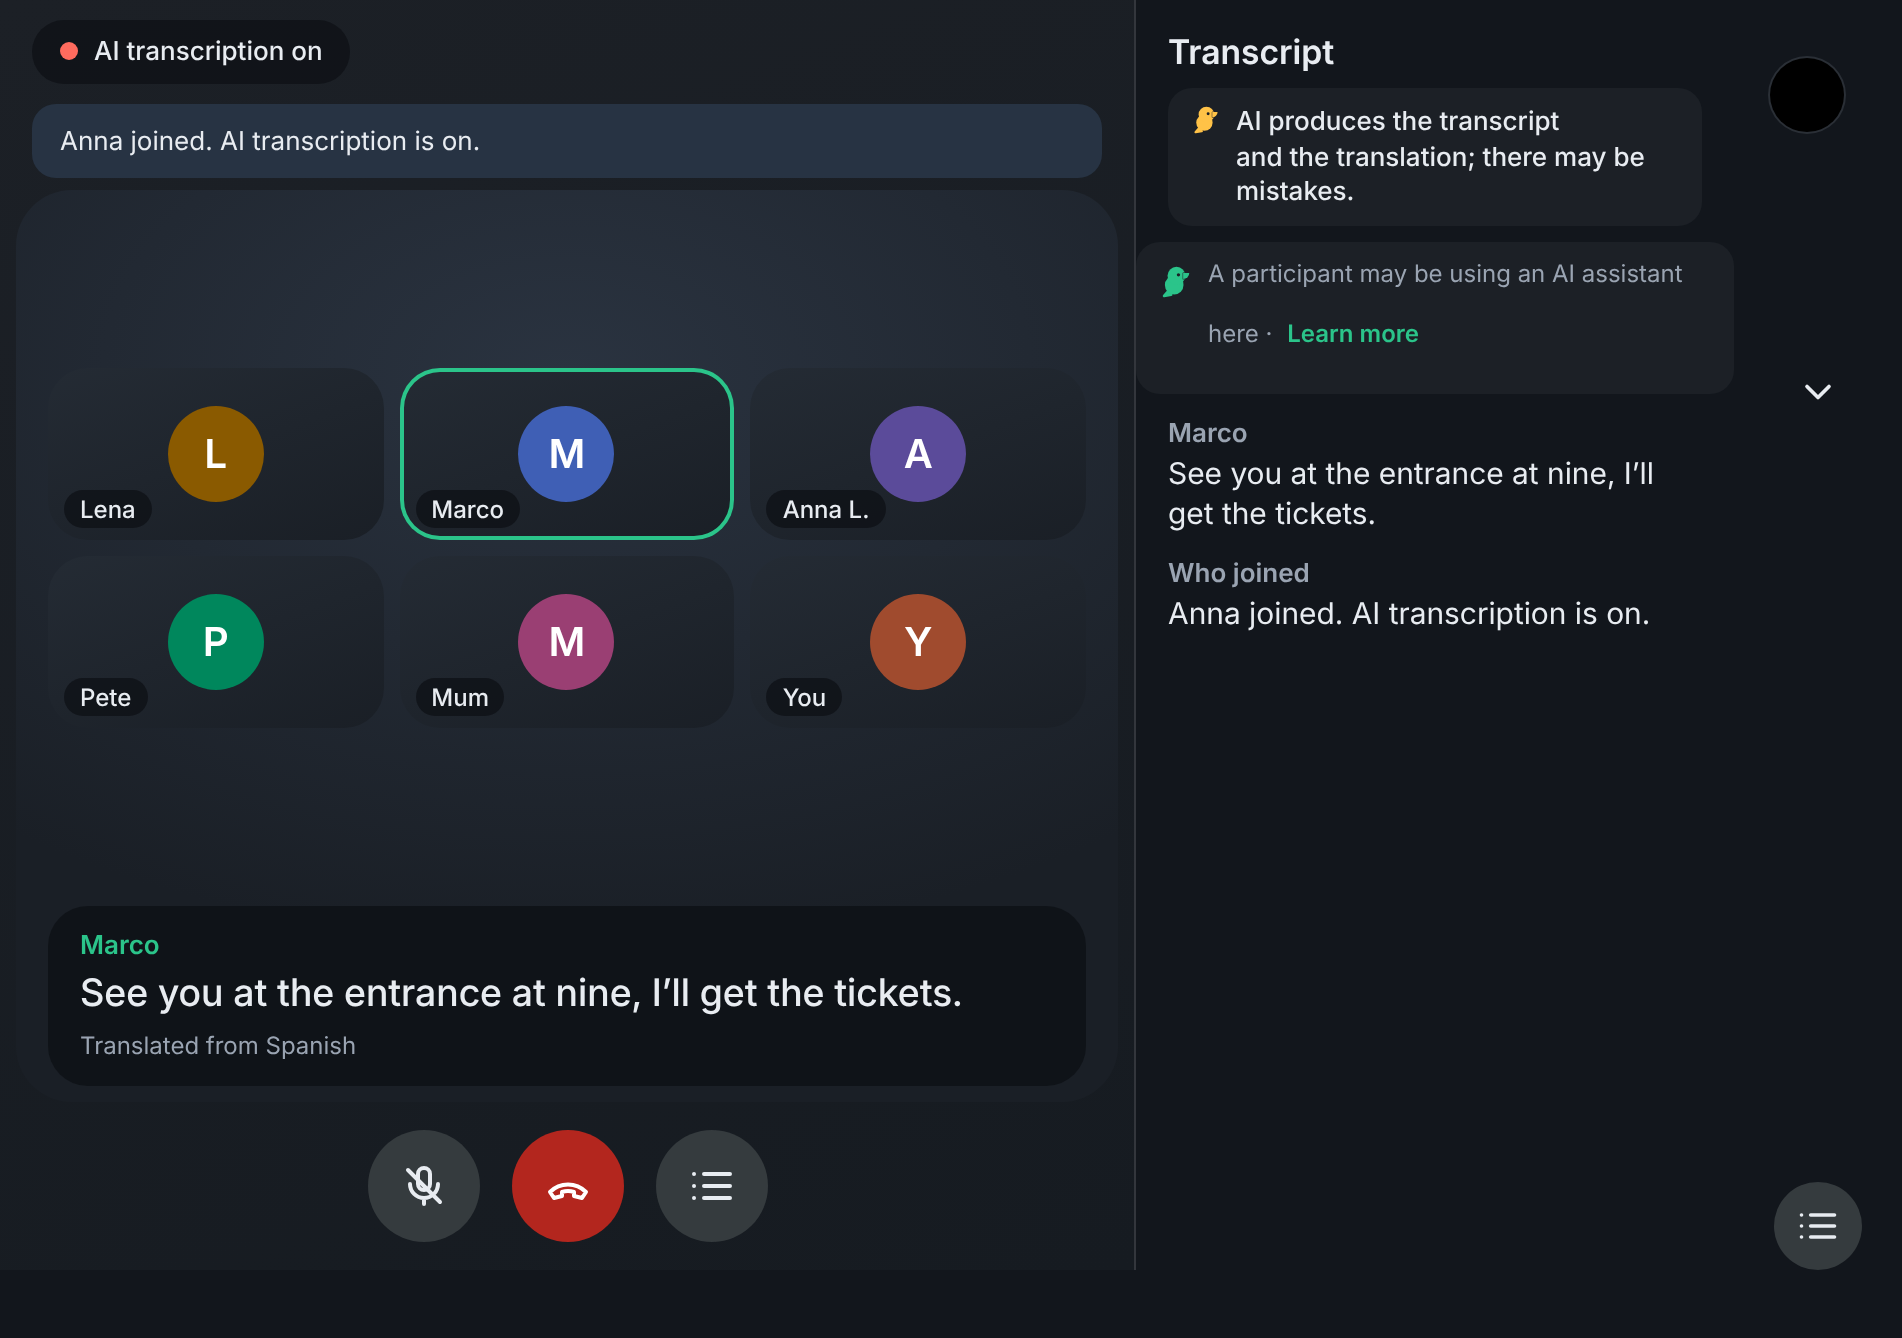 AI transcription on
Anna joined. AI transcription is on.
L
Lena
M
Marco
A
Anna L.
P
Pete
M
Mum
Y
You
Marco
See you at the entrance at nine, I’ll get the tickets.
Translated from Spanish
Transcript
AI produces the transcript
and the translation; there may be
mistakes.
A participant may be using an AI assistant
here · Learn more
Marco
See you at the entrance at nine, I’ll
get the tickets.
Who joined
Anna joined. AI transcription is on.